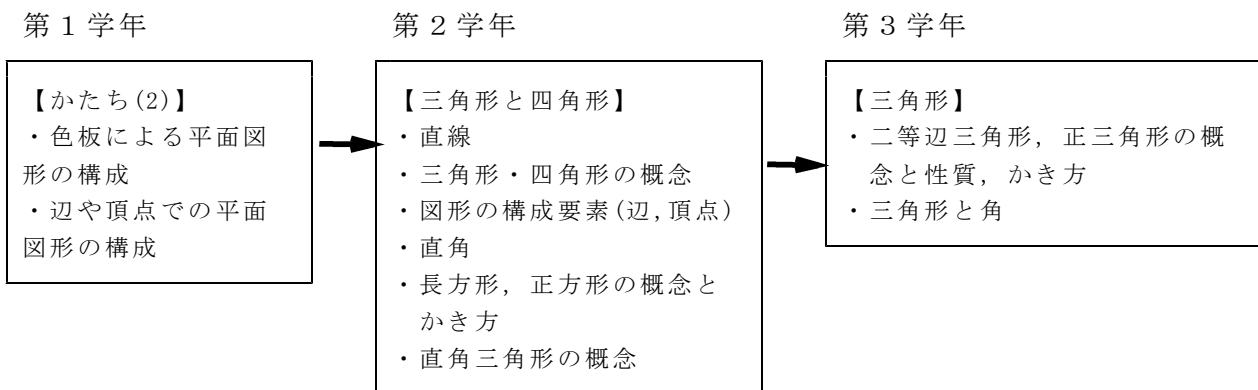 第1学年
第2学年
第3学年
【かたち(2)】
・色板による平面図
形の構成
・辺や頂点での平面
図形の構成
【三角形と四角形】
・直線
・三角形・四角形の概念
・図形の構成要素(辺,頂点)
・直角
・長方形，正方形の概念と
かき方
・直角三角形の概念
【三角形】
・二等辺三角形，正三角形の概
念と性質，かき方
・三角形と角